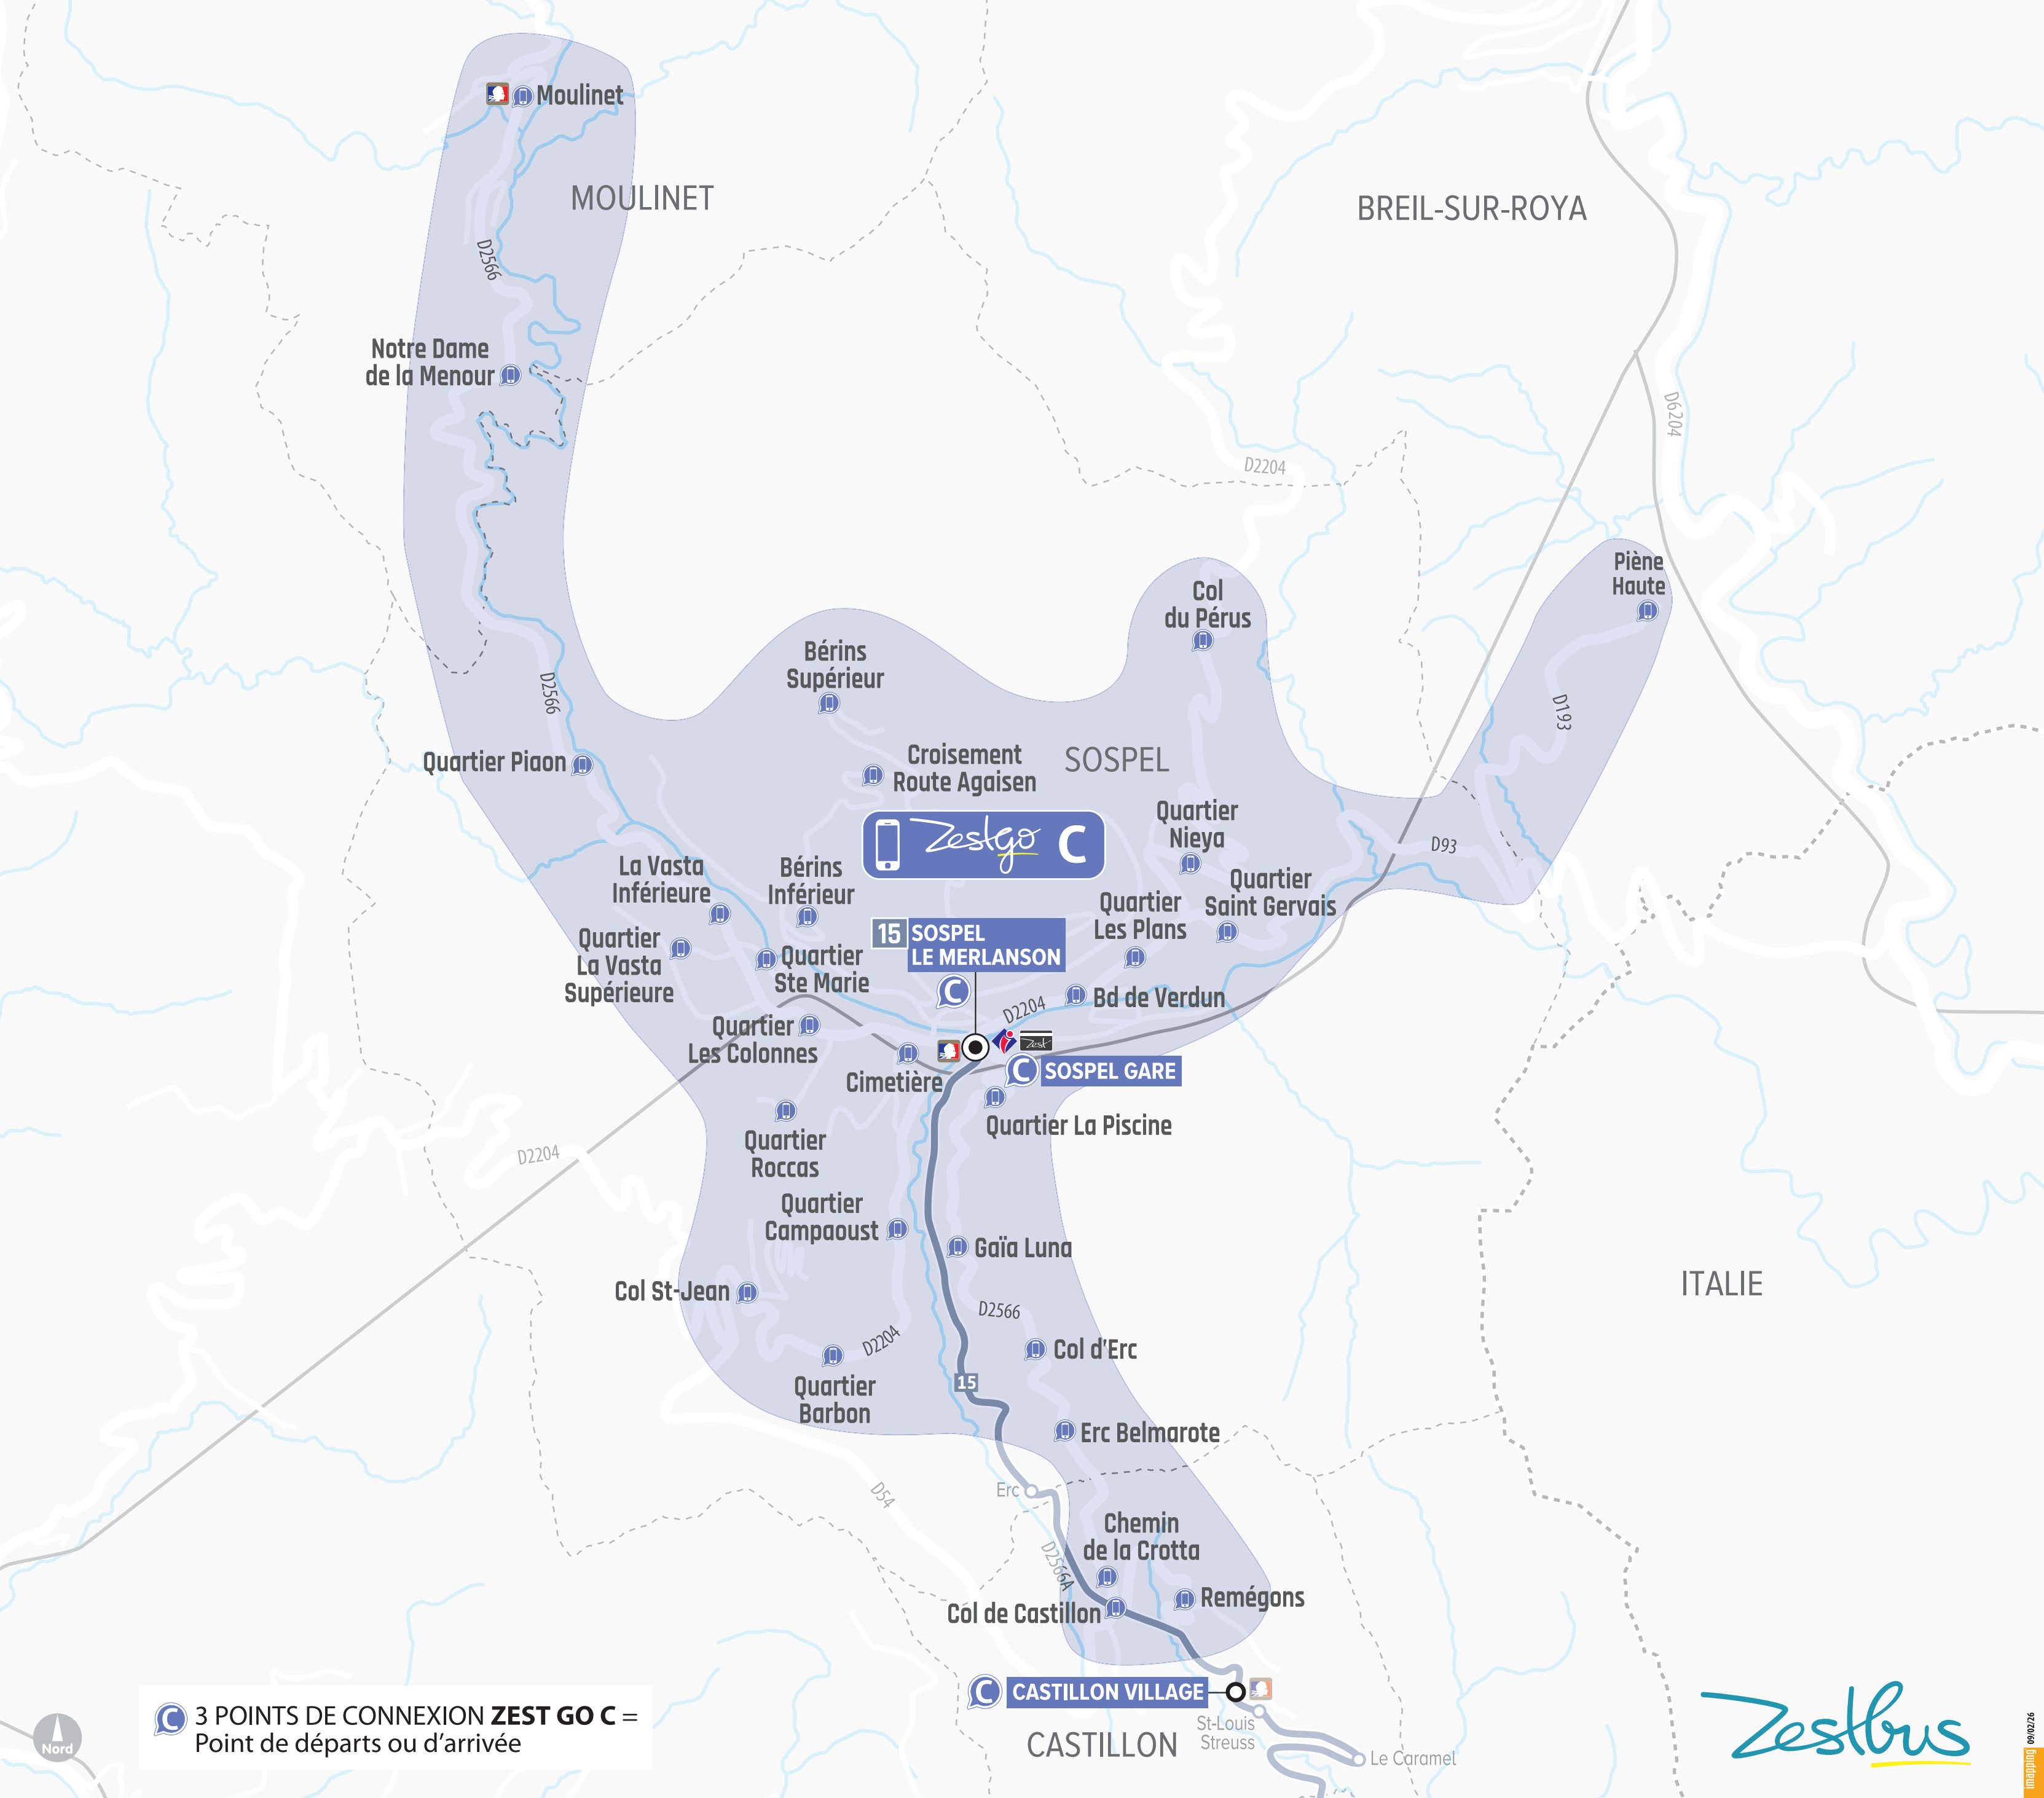 Moulinet
MOULINET
BREIL-SUR-ROYA
D2566
Notre Dame
de la Menour
D6204
D2204
Piène
Haute
Col
du Pérus
Bérins
Supérieur
D2566
D193
Quartier Piaon
Croisement
Route Agaisen
SOSPEL
Quartier
Nieya
Zestgo C
D93
La Vasta
Inférieure
Bérins
Inférieur
Quartier
Saint Gervais
Quartier
Les Plans
15 SOSPEL
LE MERLANSON
Quartier
La Vasta
Supérieure
Quartier
Ste Marie
C
Bd de Verdun
D2204
Quartier
Les Colonnes
Zest
Cimetière
C SOSPEL GARE
Quartier La Piscine
Quartier
Roccas
D2204
Quartier
Campaoust
Gaïa Luna
Col St-Jean
ITALIE
D2566
D2204
Col d'Erc
15
Quartier
Barbon
Erc Belmarote
Erc
D54
Chemin
de la Crotta
D2566A
Remégons
Col de Castillon
C CASTILLON VILLAGE
St-Louis
Streuss
CASTILLON
Le Caramel
C 3 POINTS DE CONNEXION ZEST GO C =
Point de départs ou d'arrivée
Nord
Zestbus
imapping 09/02/26